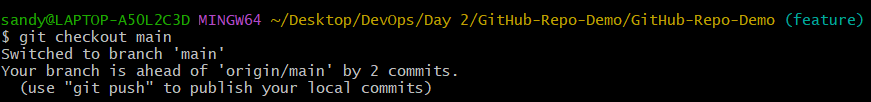 sandy@LAPTOP-A5OL2C3D MINGW64 ~/Desktop/DevOps/Day 2/GitHub-Repo-Demo/GitHub-Repo-Demo (feature)
$ git checkout main
Switched to branch 'main'
Your branch is ahead of 'origin/main' by 2 commits.
  (use "git push" to publish your local commits)